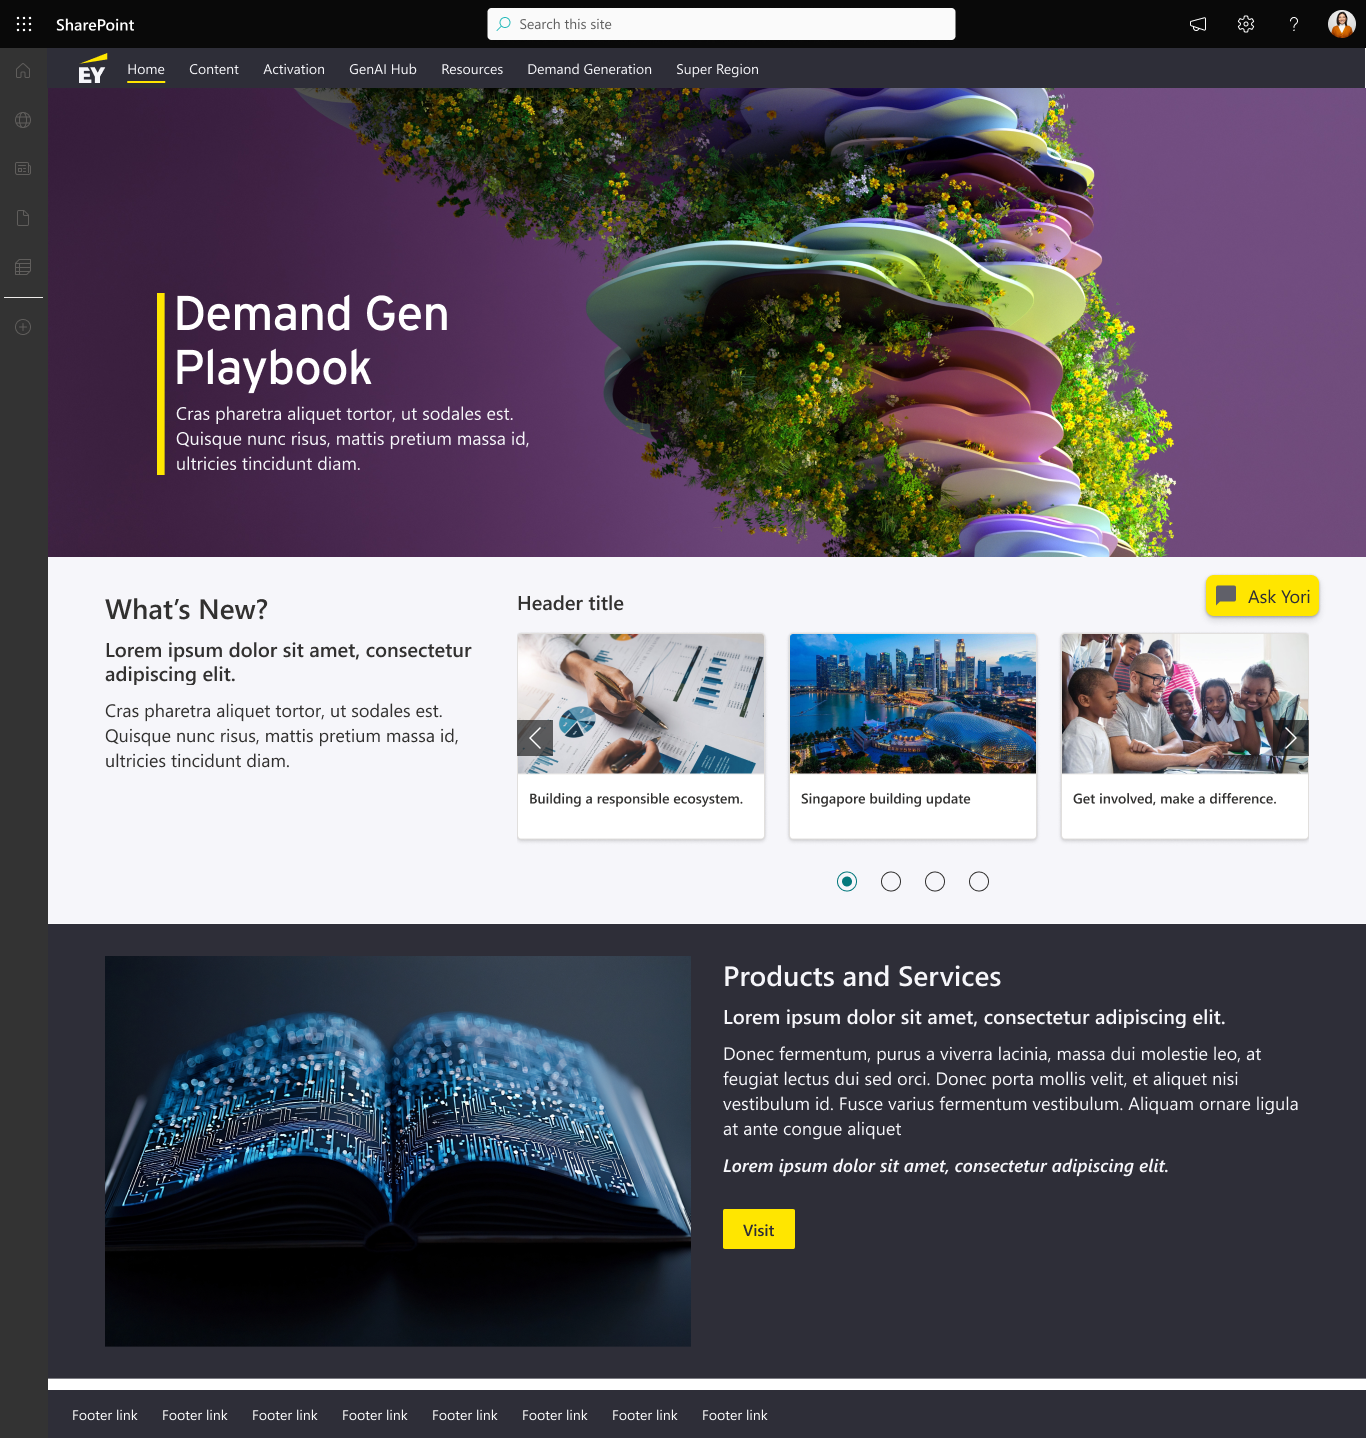 SharePoint
Search this site
EY
Home
Content
Activation
GenAI Hub
Resources
Demand Generation
Super Region
Demand Gen
Playbook
Cras pharetra aliquet tortor, ut sodales est.
Quisque nunc risus, mattis pretium massa id,
ultricies tincidunt diam.
What's New?
Lorem ipsum dolor sit amet, consectetur
adipiscing elit.
Cras pharetra aliquet tortor, ut sodales est.
Quisque nunc risus, mattis pretium massa id,
ultricies tincidunt diam.
Header title
Ask Yori
Building a responsible ecosystem.
Singapore building update
Get involved, make a difference.
Products and Services
Lorem ipsum dolor sit amet, consectetur adipiscing elit.
Donec fermentum, purus a viverra lacinia, massa dui molestie leo, at
feugiat lectus dui sed orci. Donec porta mollis velit, et aliquet nisi
vestibulum id. Fusce varius fermentum vestibulum. Aliquam ornare ligula
at ante congue aliquet
Lorem ipsum dolor sit amet, consectetur adipiscing elit.
Visit
Footer link
Footer link
Footer link
Footer link
Footer link
Footer link
Footer link
Footer link